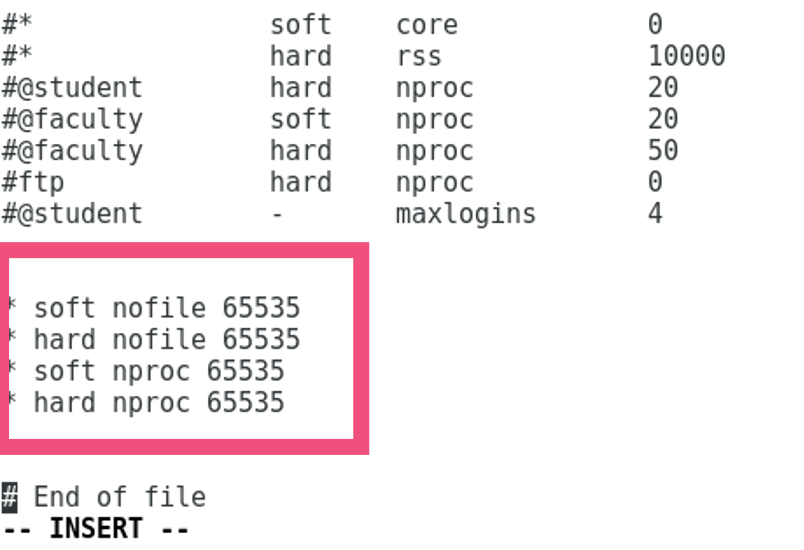 #* soft core 0
#* hard rss 10000
#@student hard nproc 20
#@faculty soft nproc 20
#@faculty hard nproc 50
#ftp hard nproc 0
#@student - maxlogins 4
* soft nofile 65535
* hard nofile 65535
* soft nproc 65535
* hard nproc 65535
# End of file
-- INSERT --